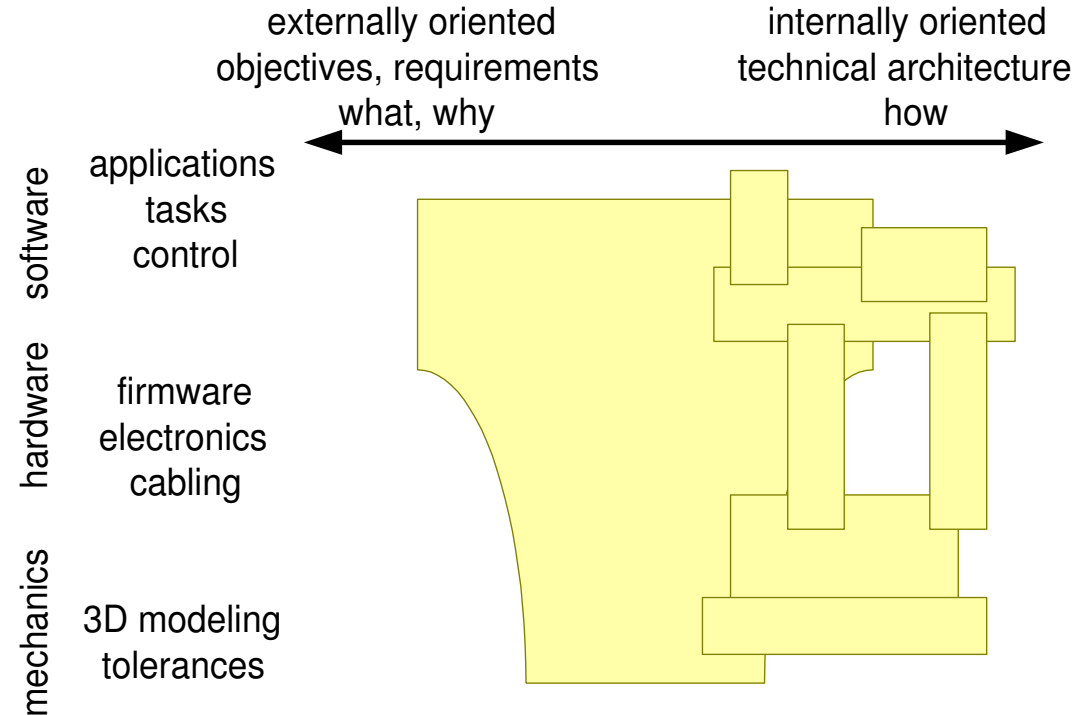 externally oriented
objectives, requirements
what, why
internally oriented
technical architecture
how
software
applications
tasks
control
hardware
firmware
electronics
cabling
mechanics
3D modeling
tolerances